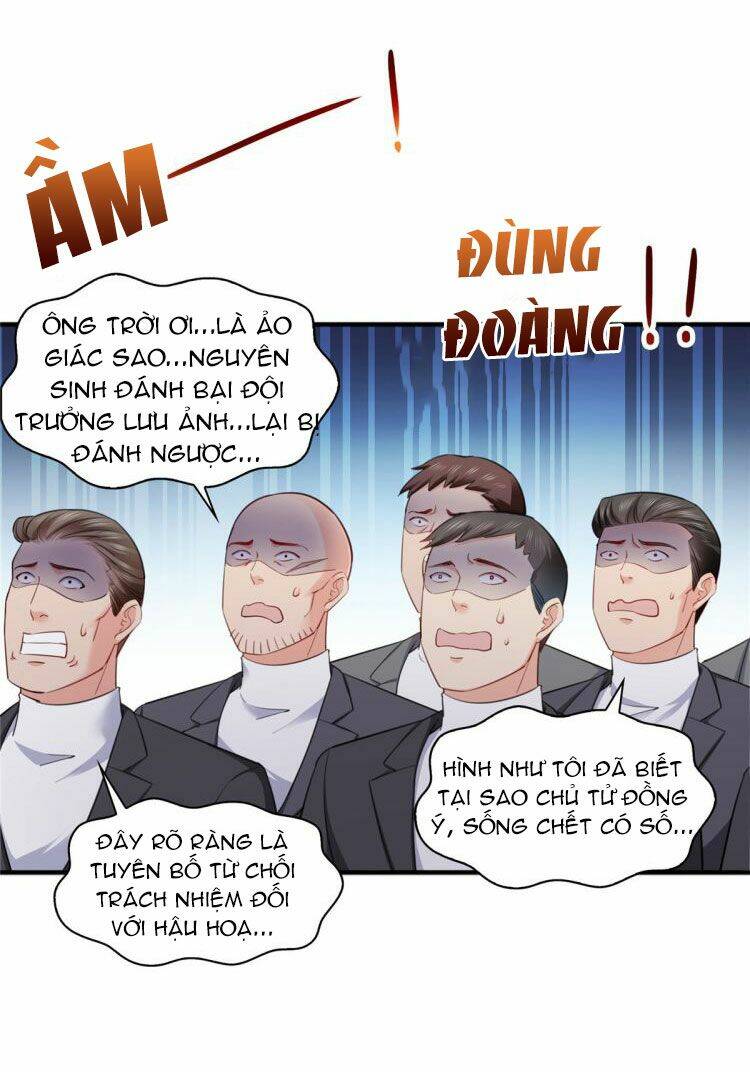 ẦM
!
ĐÙNG
ĐOÀNG!!
ÔNG TRỜI ƠI...LÀ ẢO
GIÁC SAO...NGUYÊN
SINH ĐÁNH BẠI ĐỘI
TRƯỞNG LƯU ẢNH...LẠI BỊ
ĐÁNH NGƯỢC...
HÌNH NHƯ TÔI ĐÃ BIẾT
TẠI SAO CHỦ TỬ ĐỒNG
Ý, SỐNG CHẾT CÓ SỐ...
ĐÂY RÕ RÀNG LÀ
TUYÊN BỐ TỪ CHỐI
TRÁCH NHIỆM ĐỐI
VỚI HẬU HOẠ...